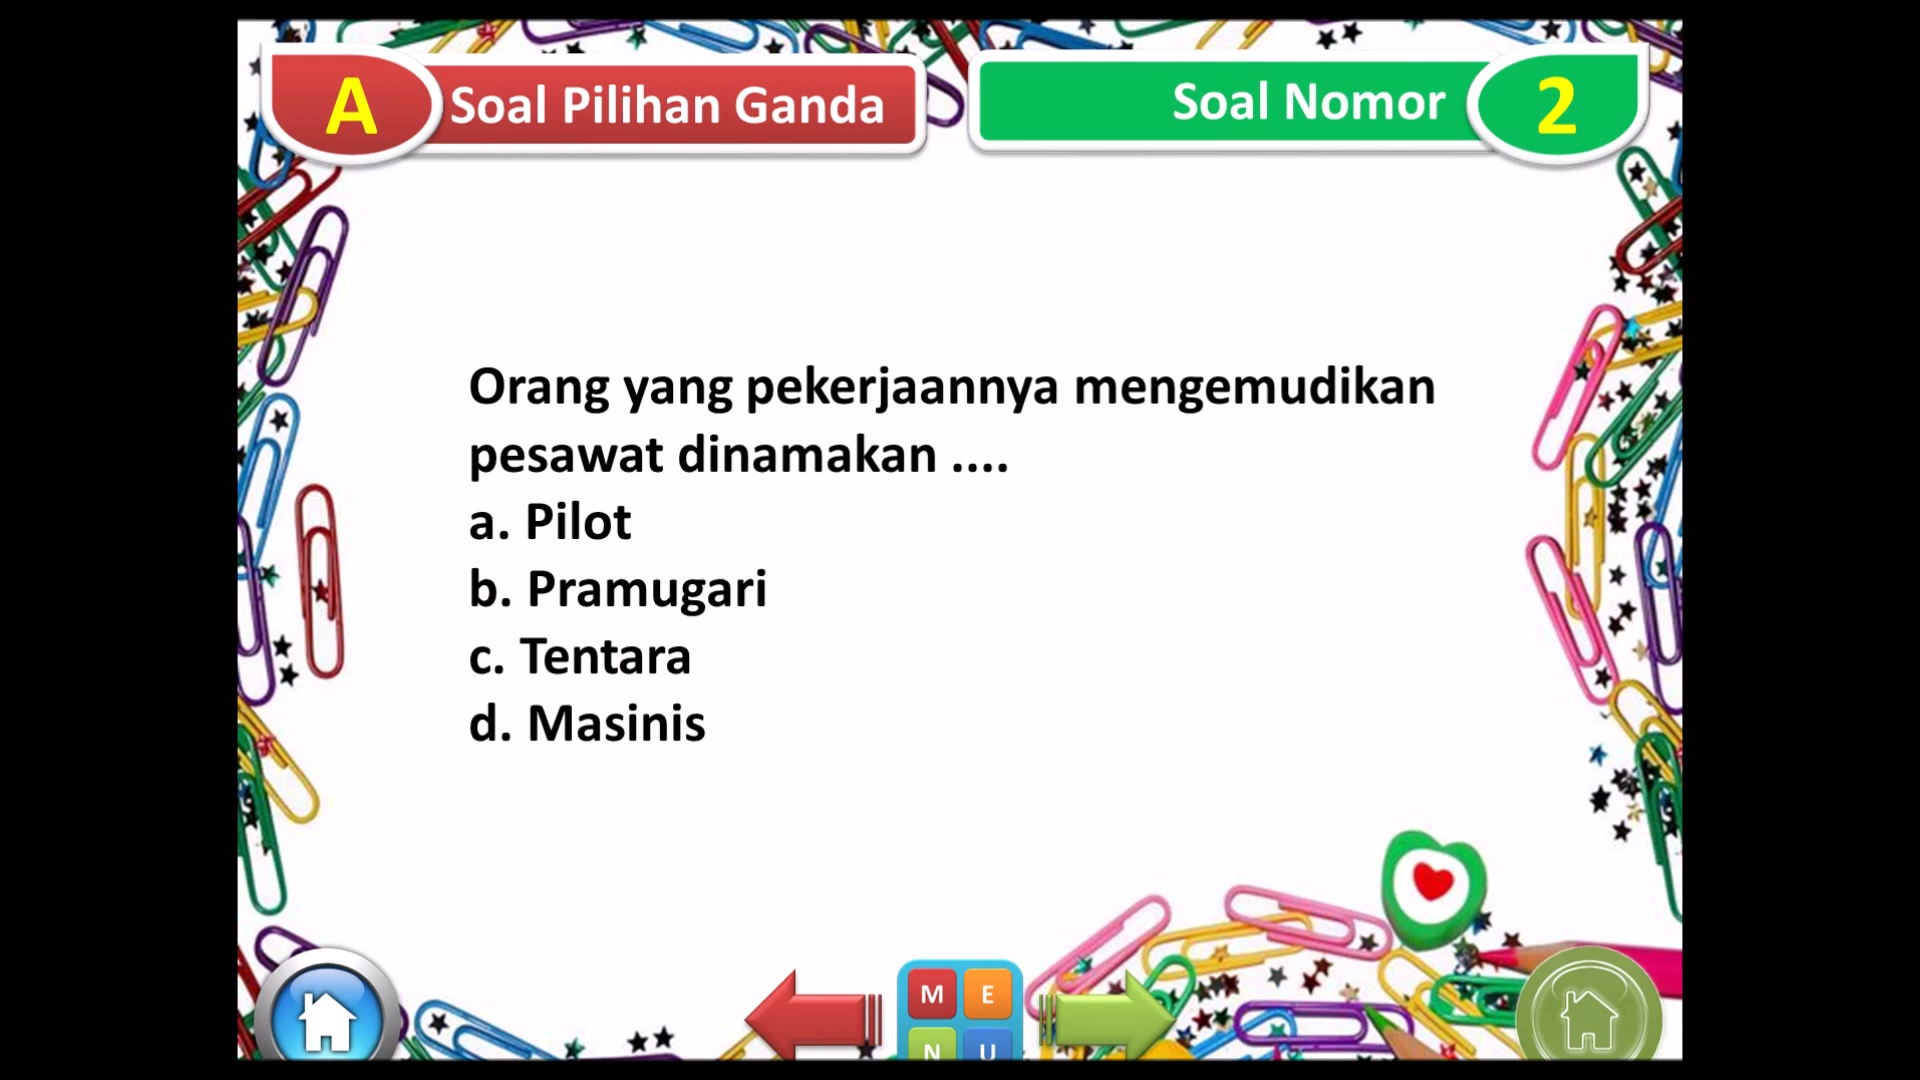 A Soal Pilihan Ganda
Soal Nomor 2
Orang yang pekerjaannya mengemudikan
pesawat dinamakan ....
a. Pilot
b. Pramugari
c. Tentara
d. Masinis
M E
N U